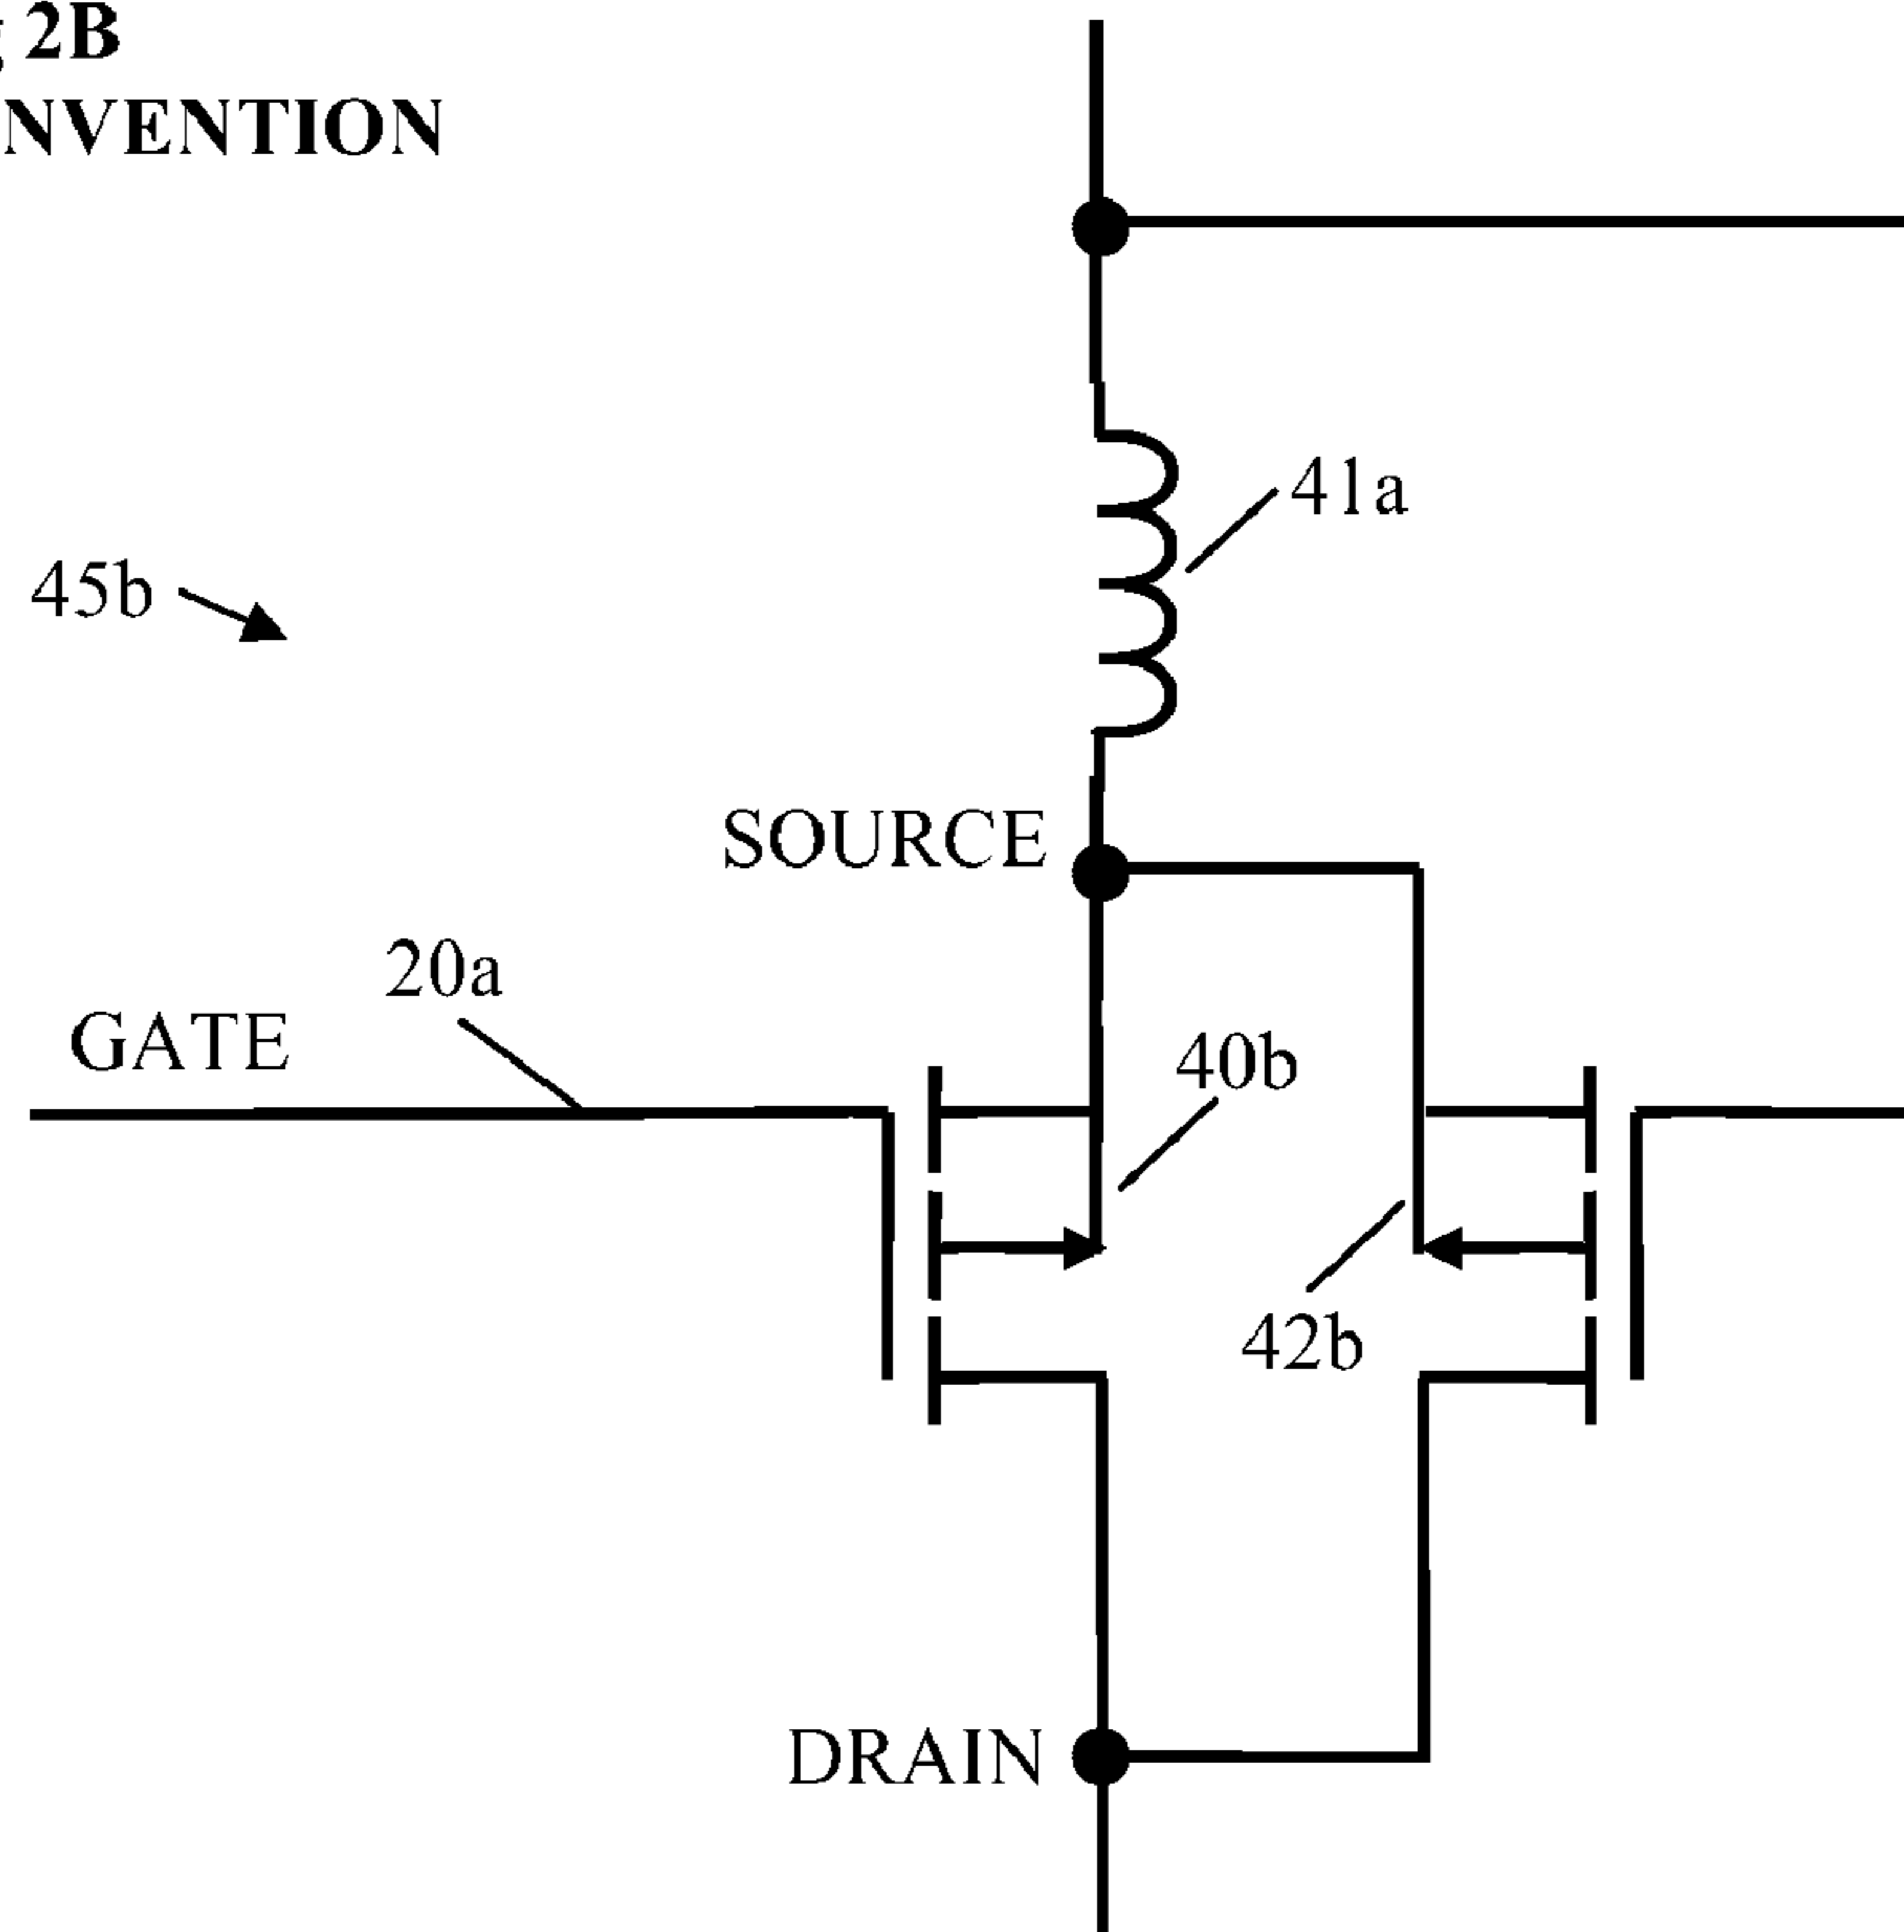 2B
NVENTION
41a
45b
SOURCE
20a
GATE
40b
42b
DRAIN